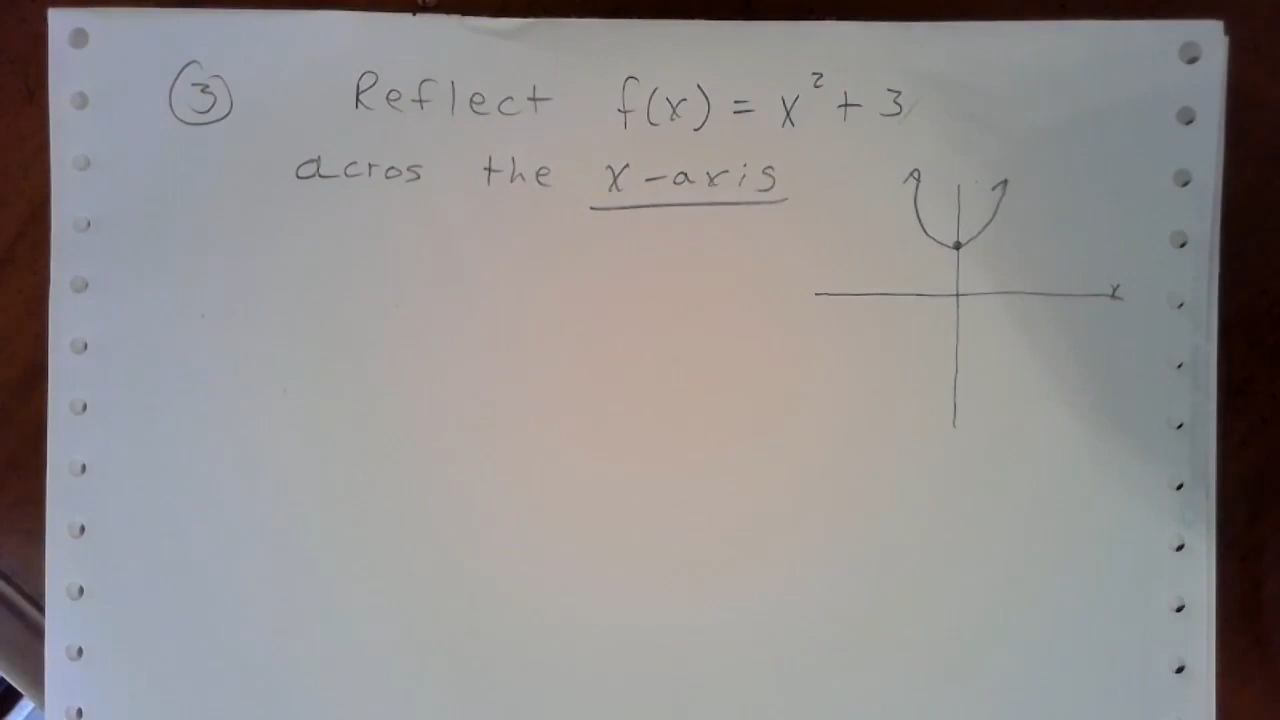 3 Reflect f(x) = x² + 3
acros the x-axis
x